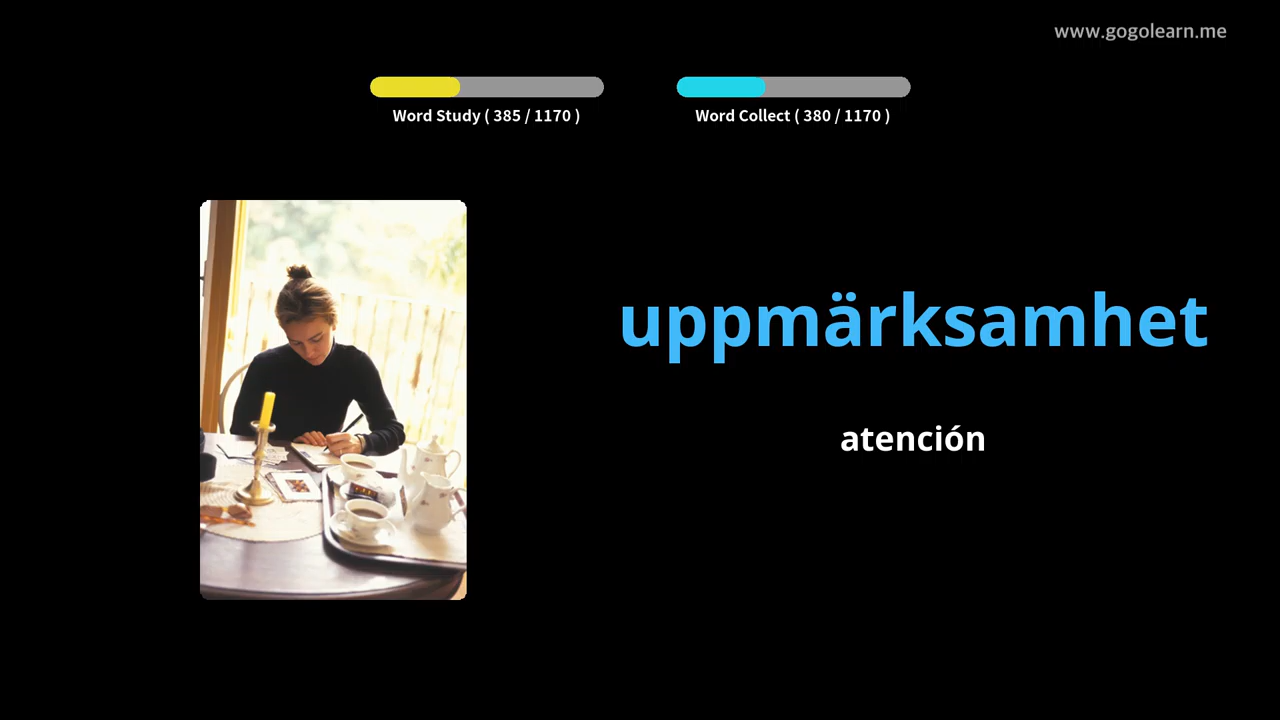 www.gogolearn.me
Word Study ( 385 / 1170 )
Word Collect ( 380 / 1170 )
uppmärksamhet
atención